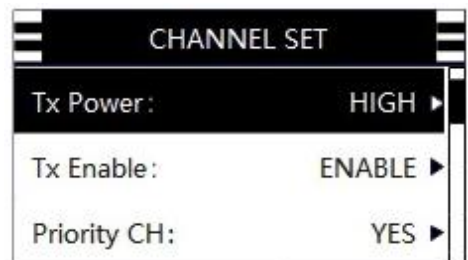 CHANNEL SET
Tx Power: HIGH
Tx Enable: ENABLE
Priority CH: YES